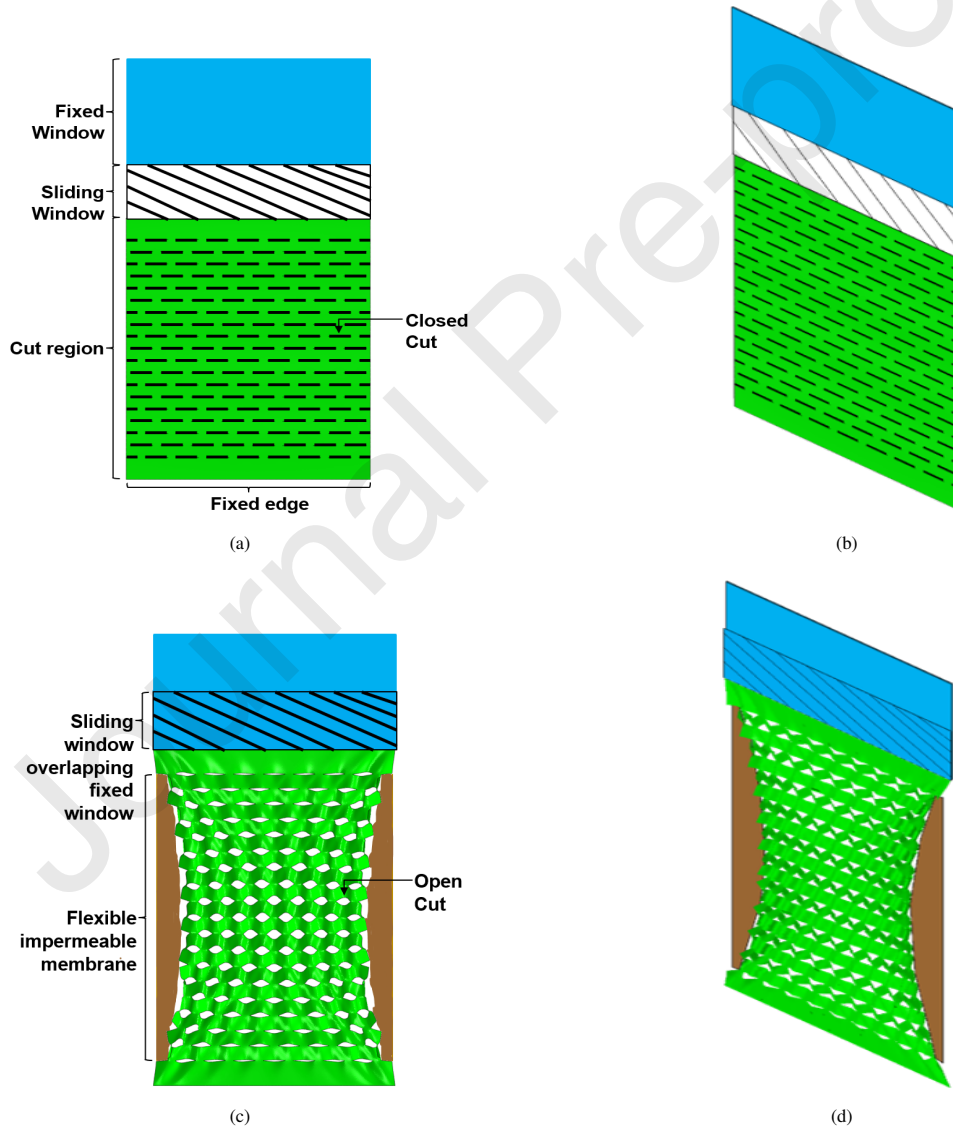 Fixed
Window
Sliding
Window
Cut region
Closed
Cut
Fixed edge
(a)
(b)
Sliding
window
overlapping
fixed
window
Flexible
impermeable
membrane
Open
Cut
(c)
(d)
Journal Pre-pro